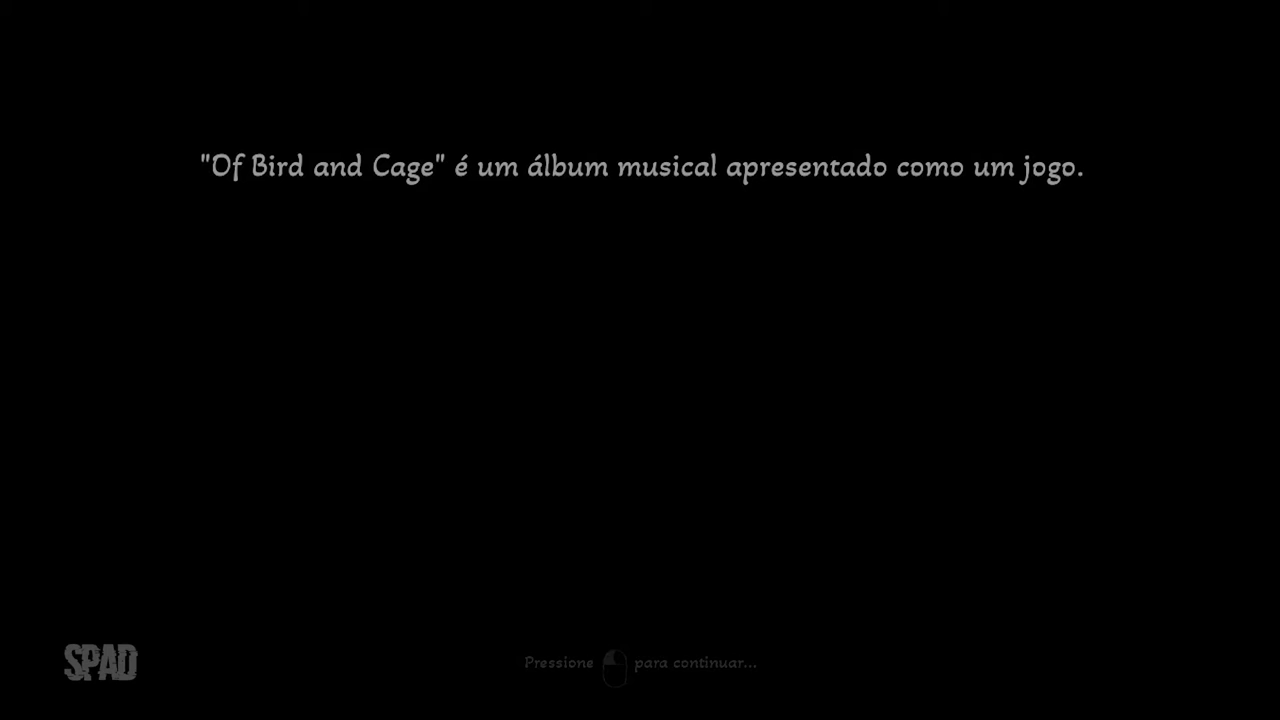 "Of Bird and Cage" é um álbum musical apresentado como um jogo.
SPAD
Pressione para continuar...